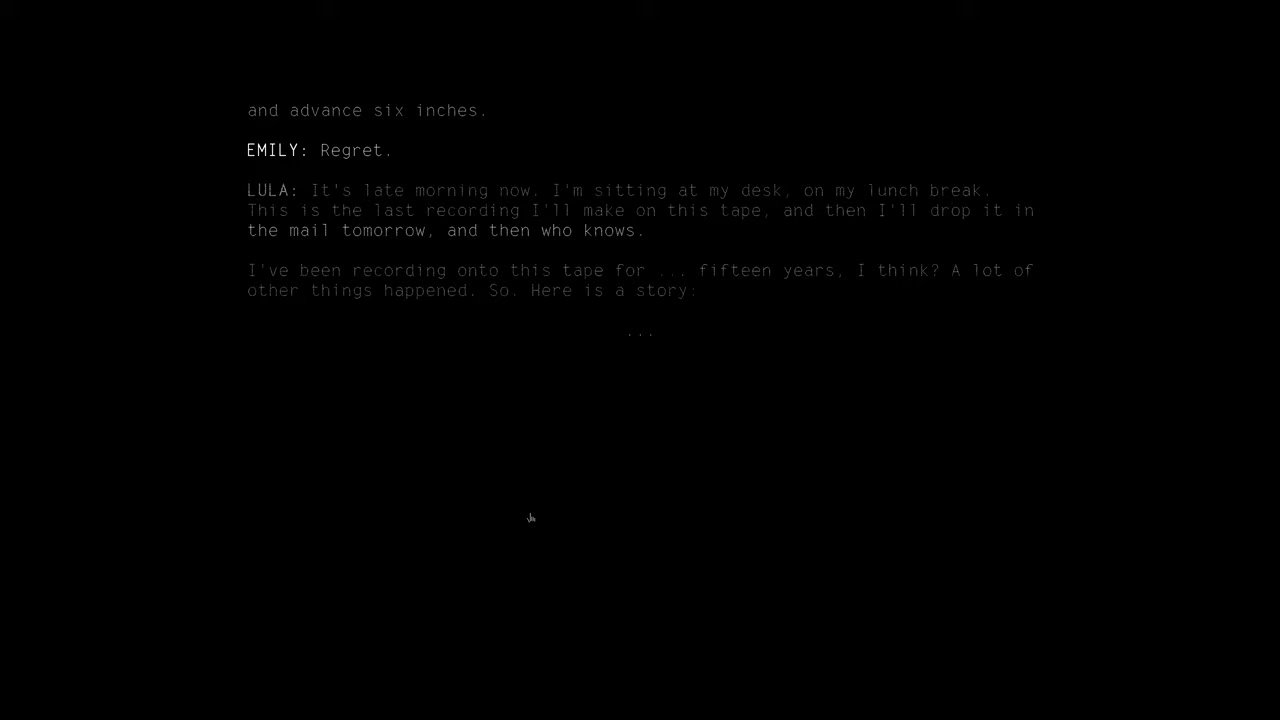 and advance six inches.
EMILY: Regret.
LULA: It's late morning now. I'm sitting at my desk, on my lunch break.
This is the last recording I'll make on this tape, and then I'll drop it in
the mail tomorrow, and then who knows.
I've been recording onto this tape for ... fifteen years, I think? A lot of
other things happened. So. Here is a story:
...